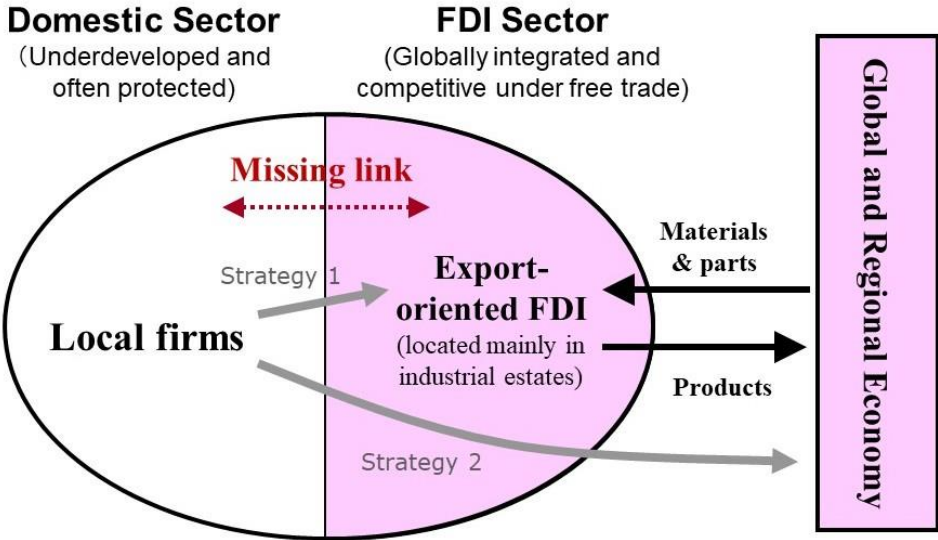 Domestic Sector
（Underdeveloped and
often protected)
FDI Sector
(Globally integrated and
competitive under free trade)
Missing link
Strategy 1
Export-
oriented FDI
(located mainly in
industrial estates)
Local firms
Strategy 2
Materials
& parts
Products
Global and Regional Economy